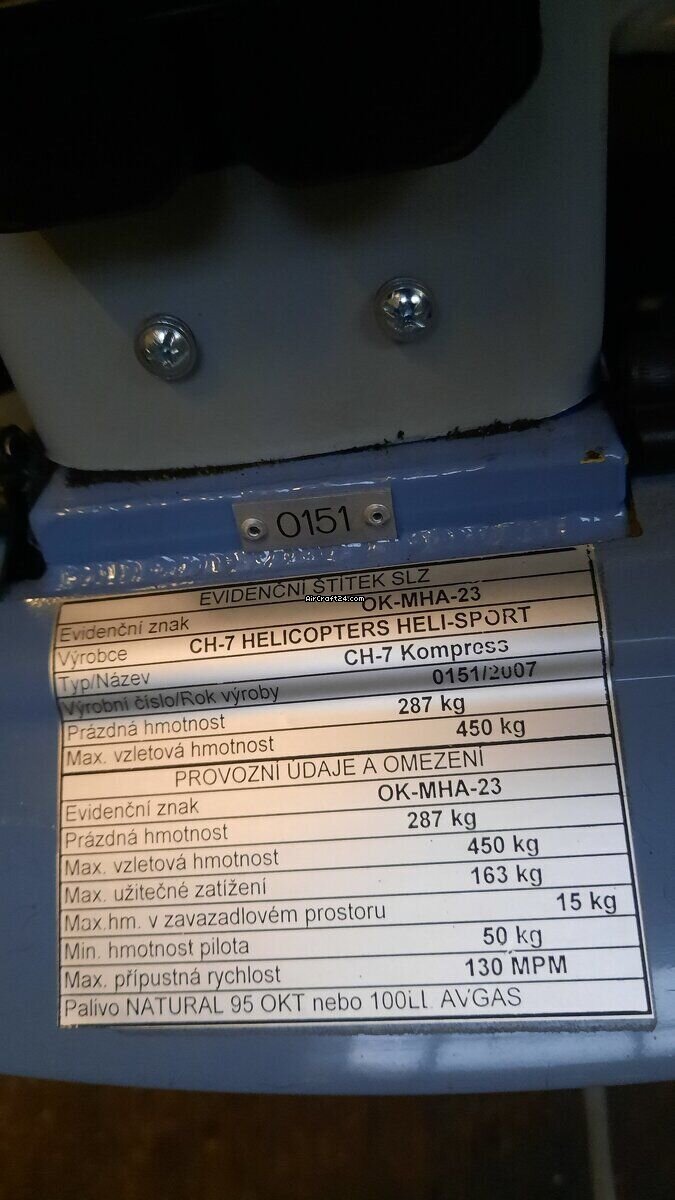 0151
EVIDENČNÍ ŠTÍTEK SLZ
AirCraft24.com
Evidenční znak OK-MHA-23
Výrobce CH-7 HELICOPTERS HELI-SPORT
Typ/Název CH-7 Kompress
Výrobní číslo/Rok výroby 0151/2007
Prázdná hmotnost 287 kg
Max. vzletová hmotnost 450 kg
PROVOZNÍ ÚDAJE A OMEZENÍ
Evidenční znak OK-MHA-23
Prázdná hmotnost 287 kg
Max. vzletová hmotnost 450 kg
Max. užitečné zatížení 163 kg
Max.hm. v zavazadlovém prostoru 15 kg
Min. hmotnost pilota 50 kg
Max. přípustná rychlost 130 MPM
Palivo NATURAL 95 OKT nebo 100LL AVGAS